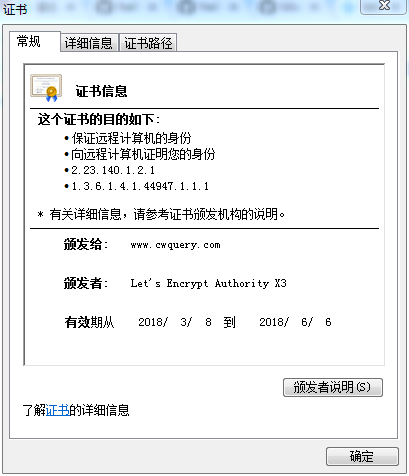 证书
常规 详细信息 证书路径
证书信息
这个证书的目的如下:
•保证远程计算机的身份
•向远程计算机证明您的身份
•2.23.140.1.2.1
•1.3.6.1.4.1.44947.1.1.1
* 有关详细信息，请参考证书颁发机构的说明。
颁发给: www.cwquery.com
颁发者: Let's Encrypt Authority X3
有效期从 2018/ 3/ 8 到 2018/ 6/ 6
颁发者说明(S)
了解证书的详细信息
确定